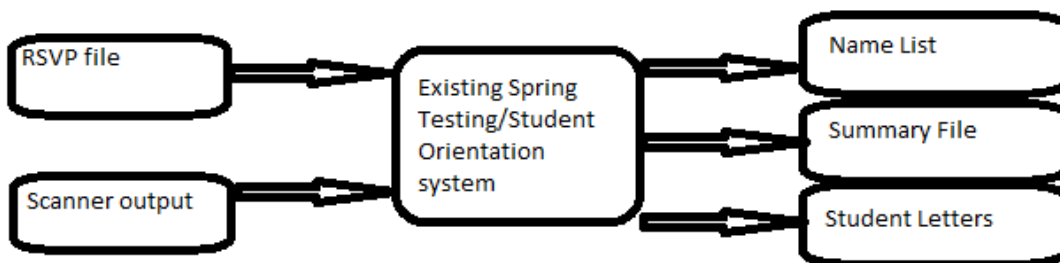 RSVP file
Scanner output
Existing Spring
Testing/Student
Orientation
system
Name List
Summary File
Student Letters